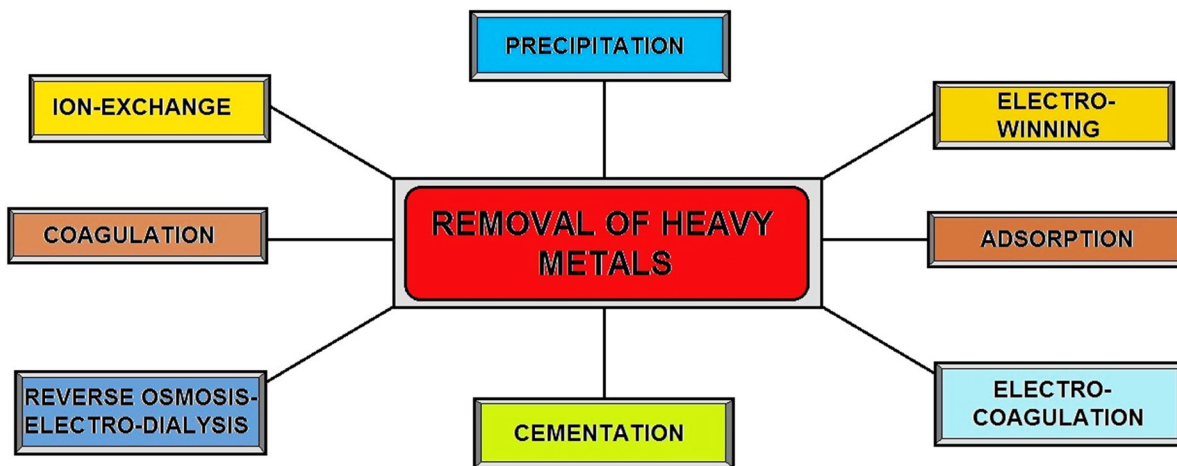 PRECIPITATION
ION-EXCHANGE
ELECTRO-
WINNING
COAGULATION
REMOVAL OF HEAVY
METALS
ADSORPTION
REVERSE OSMOSIS-
ELECTRO-DIALYSIS
CEMENTATION
ELECTRO-
COAGULATION